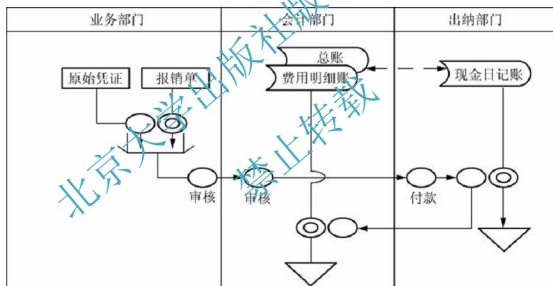 业务部门 会计部门 出纳部门
总账
原始凭证 报销单 费用明细账 现金日记账
审核 审核 付款
北京大学出版社版
禁止转载